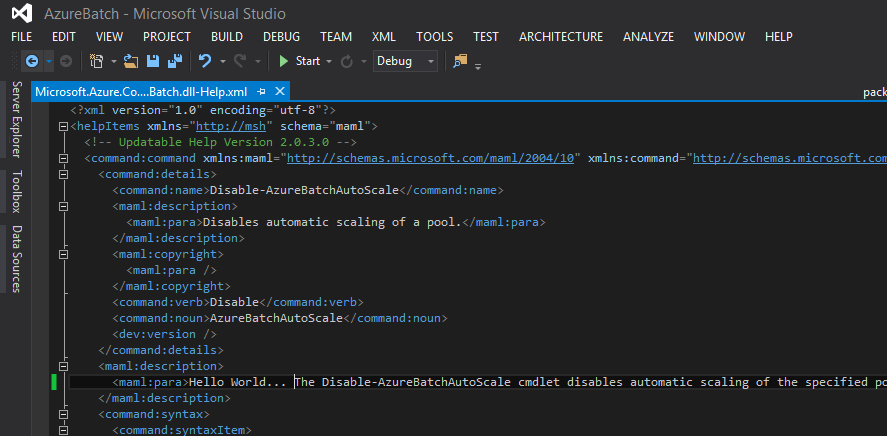 AzureBatch - Microsoft Visual Studio
FILE EDIT VIEW PROJECT BUILD DEBUG TEAM XML TOOLS TEST ARCHITECTURE ANALYZE WINDOW HELP
Start Debug
Server Explorer
Toolbox
Data Sources
Microsoft.Azure.Co....Batch.dll-Help.xml pack
<?xml version="1.0" encoding="utf-8"?>
<helpItems xmlns="http://msh" schema="maml">
<!-- Updatable Help Version 2.0.3.0 -->
<command:command xmlns:maml="http://schemas.microsoft.com/maml/2004/10" xmlns:command="http://schemas.microsoft.com
<command:details>
<command:name>Disable-AzureBatchAutoScale</command:name>
<maml:description>
<maml:para>Disables automatic scaling of a pool.</maml:para>
</maml:description>
<maml:copyright>
<maml:para />
</maml:copyright>
<command:verb>Disable</command:verb>
<command:noun>AzureBatchAutoScale</command:noun>
<dev:version />
</command:details>
<maml:description>
<maml:para>Hello World... The Disable-AzureBatchAutoScale cmdlet disables automatic scaling of the specified po
</maml:description>
<command:syntax>
<command:syntaxItem>